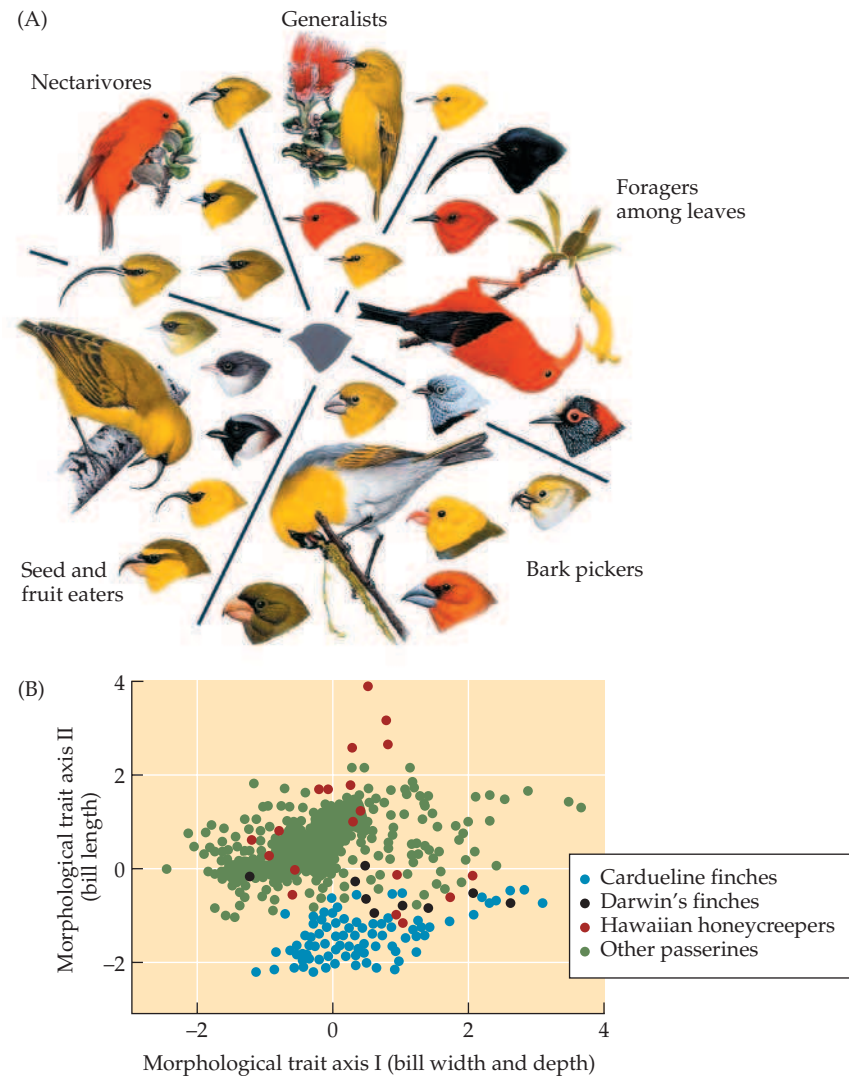 (A)
Generalists
Nectarivores
Foragers
among leaves
Seed and
fruit eaters
Bark pickers
(B)
4
2
0
–2
Morphological trait axis II
(bill length)
–2
0
2
4
Morphological trait axis I (bill width and depth)
Cardueline finches
Darwin’s finches
Hawaiian honeycreepers
Other passerines